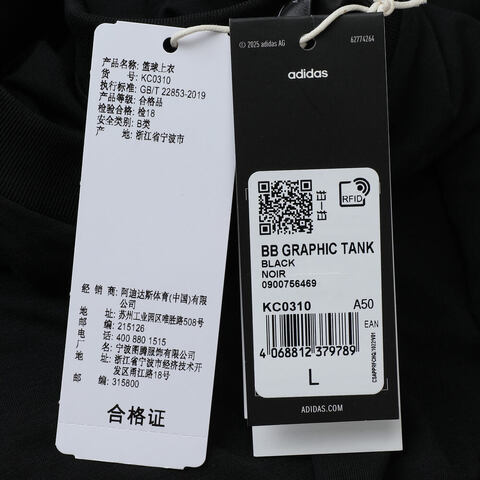 产品名称: 篮球上衣
货 号: KC0310
执行标准: GB/T 22853-2019
产品等级: 合格品
检验合格: 检18
安全类别: B类
产 地: 浙江省宁波市
经 销 商: 阿迪达斯体育(中国)有限
公司
地 址: 苏州工业园区唯胜路508号
邮 编: 215126
电 话: 400 880 1515
厂 名: 宁波图腾服饰有限公司
地 址: 浙江省宁波市经济技术开
发区甬江路18号
邮 编: 315800
合格证
© 2025 adidas AG
62774264
adidas
RFID
BB GRAPHIC TANK
BLACK
NOIR
0900756469
KC0310 A50
EAN
4 068812 379789
L
ADIDAS.COM